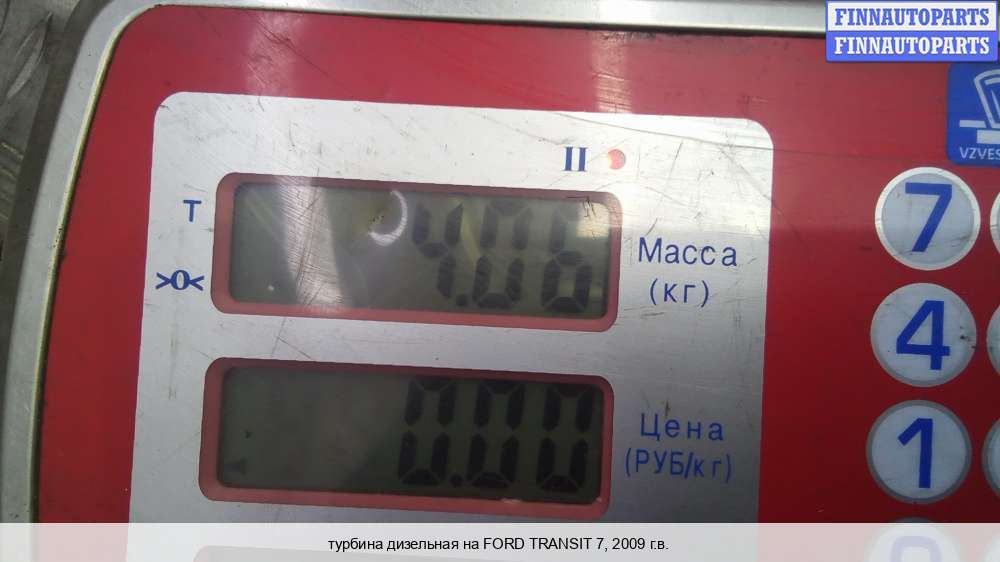 FINNAUTOPARTS
FINNAUTOPARTS
II
VZVES
T
4.06
Масса
(кг)
>0<
7
4
0.00
Цена
(РУБ/кг)
1
турбина дизельная на FORD TRANSIT 7, 2009 г.в.